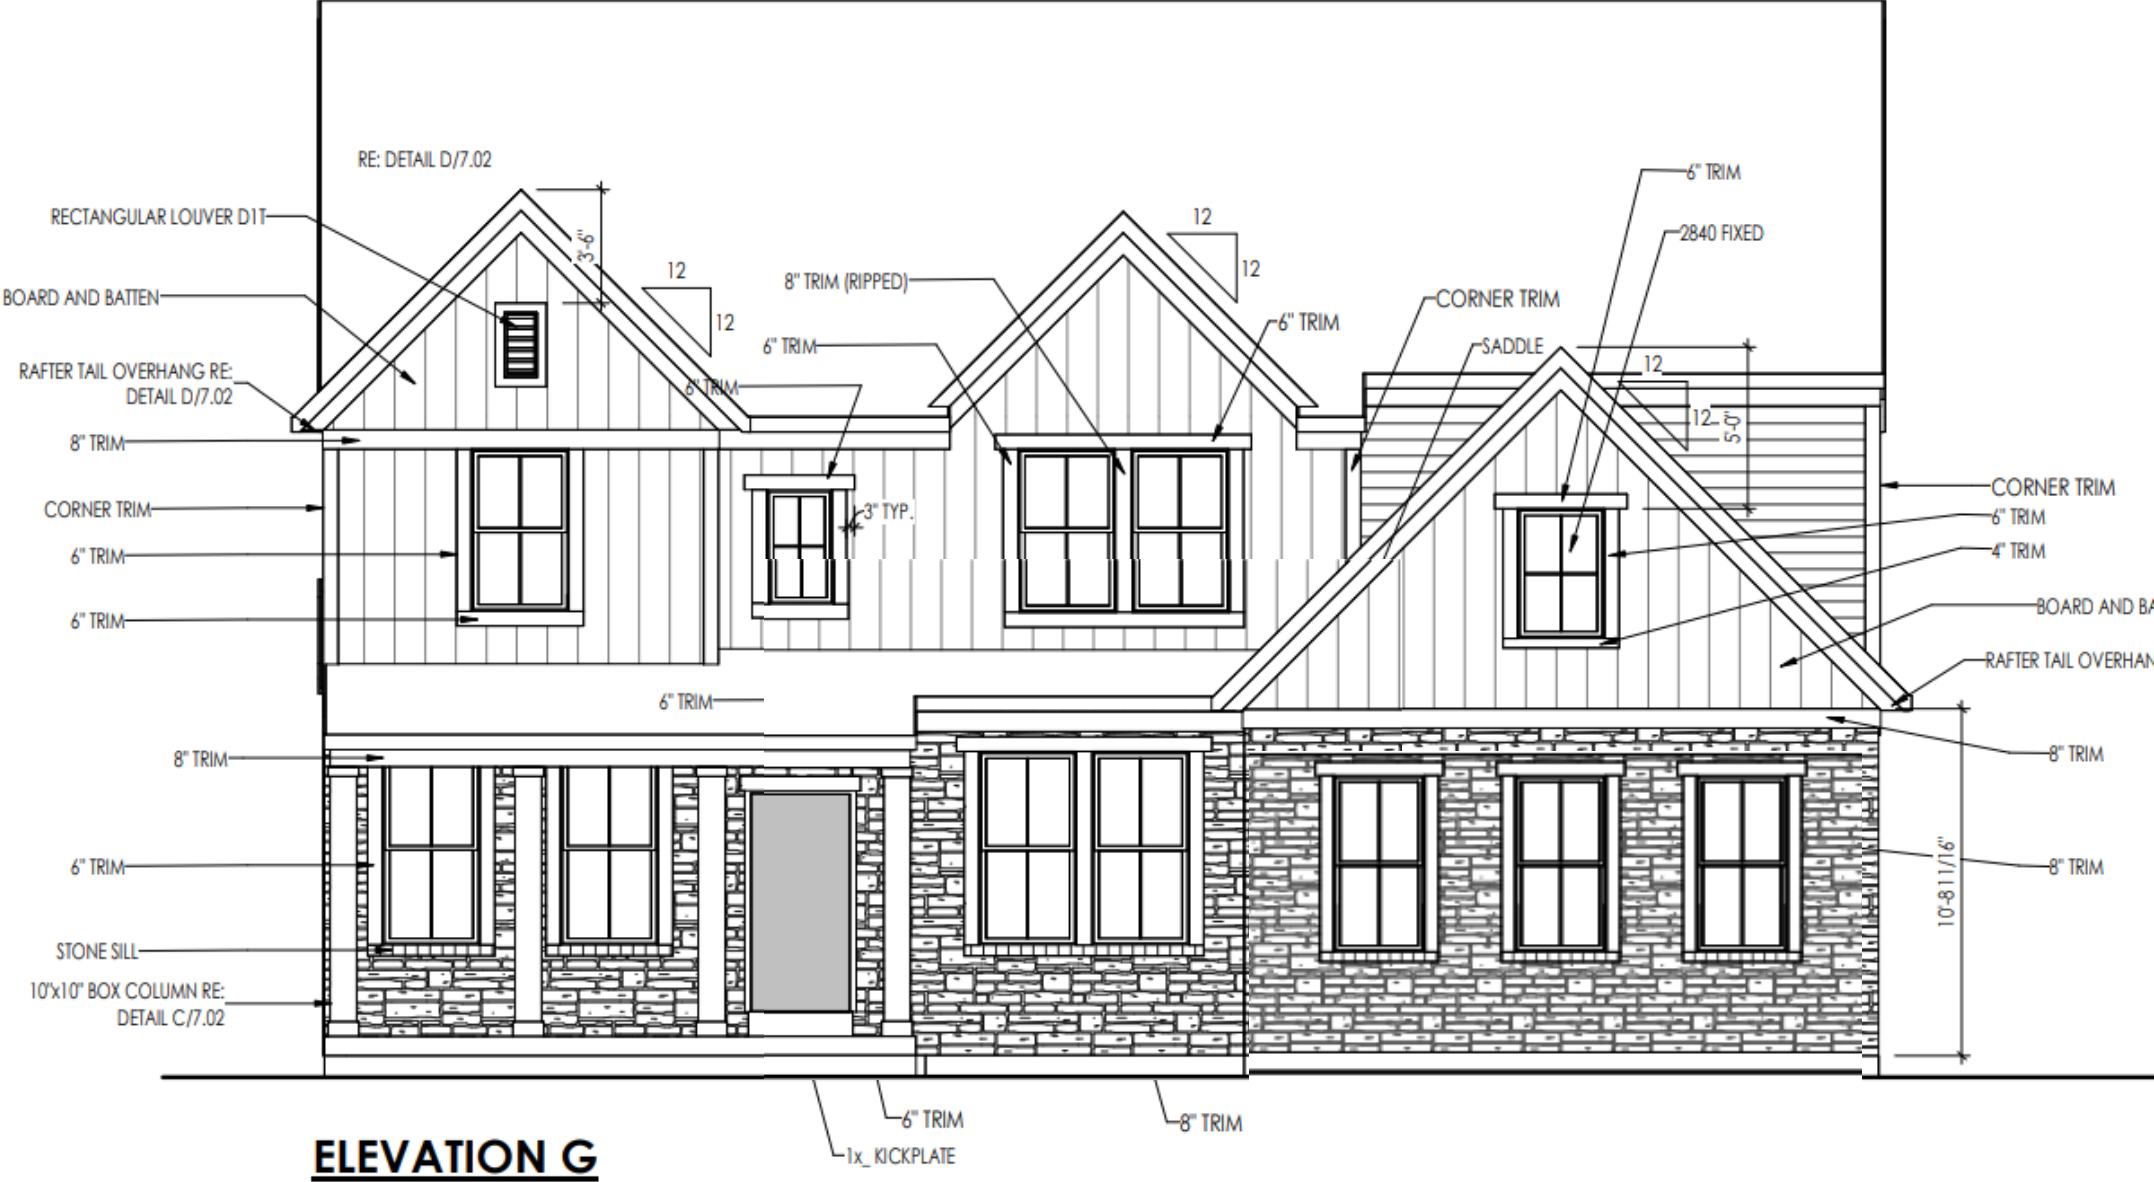 RE: DETAIL D/7.02
6" TRIM
RECTANGULAR LOUVER D1T
12
2840 FIXED
3'-6"
12
12
8" TRIM (RIPPED)
BOARD AND BATTEN
CORNER TRIM
12
6" TRIM
6" TRIM
SADDLE
12
RAFTER TAIL OVERHANG RE:
DETAIL D/7.02
6" TRIM
12
5'-0"
8" TRIM
CORNER TRIM
CORNER TRIM
3" TYP.
6" TRIM
6" TRIM
4" TRIM
BOARD AND BA
6" TRIM
RAFTER TAIL OVERHAN
6" TRIM
8" TRIM
8" TRIM
6" TRIM
8" TRIM
10'-8 11/16"
STONE SILL
10"x10" BOX COLUMN RE:
DETAIL C/7.02
6" TRIM
8" TRIM
1x_ KICKPLATE
ELEVATION G